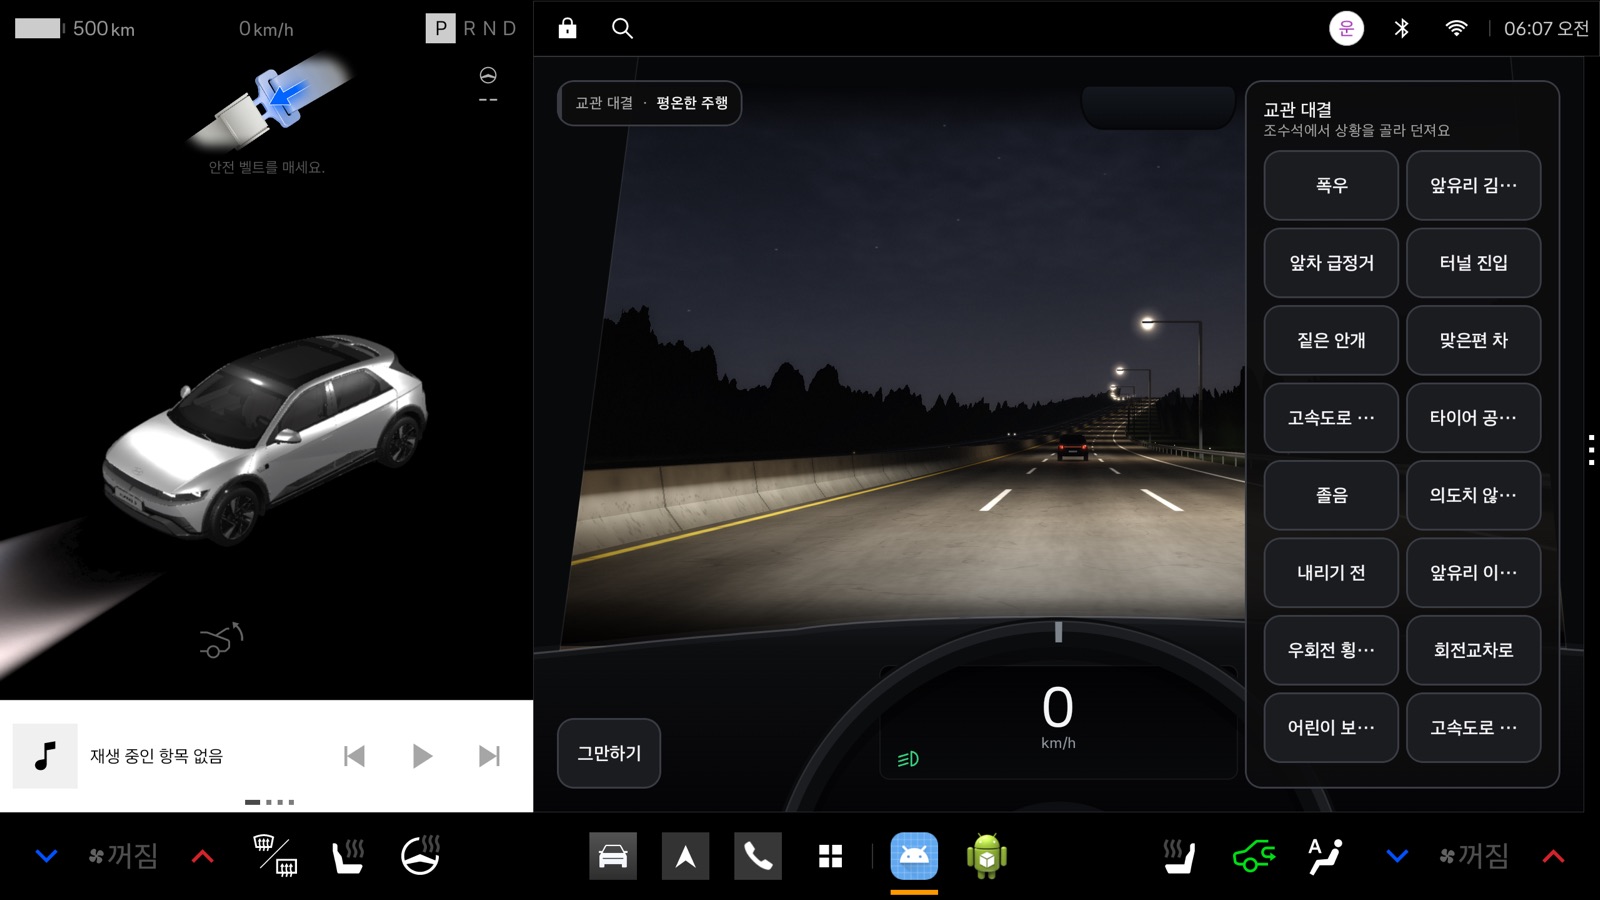 500 km
0 km/h
P R N D
안전 벨트를 매세요.
재생 중인 항목 없음
운
06:07 오전
교관 대결 · 평온한 주행
교관 대결
조수석에서 상황을 골라 던져요
폭우
앞유리 김…
앞차 급정거
터널 진입
짙은 안개
맞은편 차
고속도로 …
타이어 공…
졸음
의도치 않…
내리기 전
앞유리 이…
우회전 횡…
회전교차로
어린이 보…
고속도로 …
0
km/h
그만하기
꺼짐
A
꺼짐